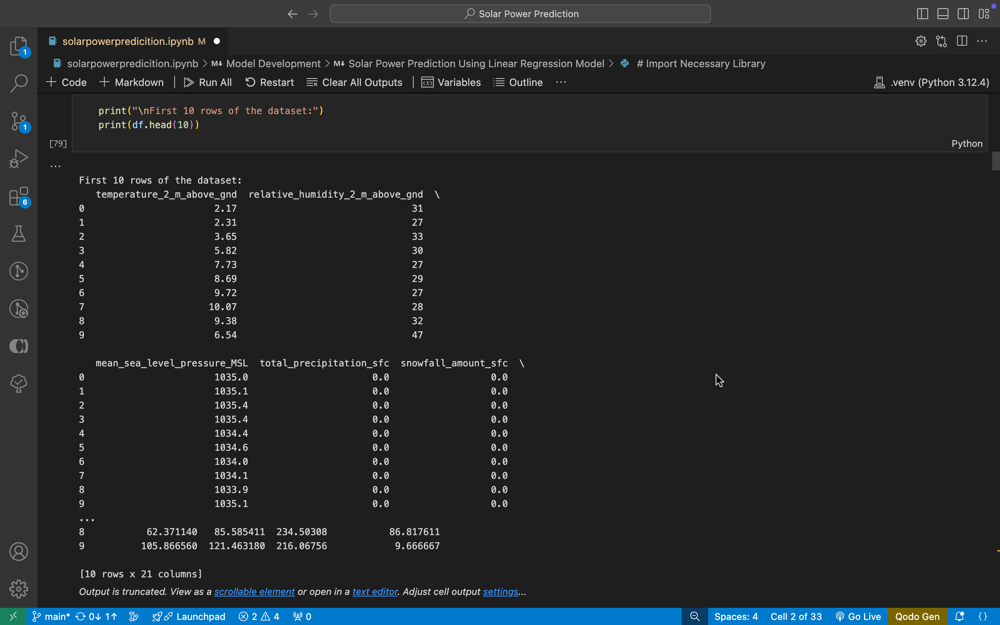 Solar Power Prediction
solarpowerpredicition.ipynb M
solarpowerpredicition.ipynb > M↓ Model Development > M↓ Solar Power Prediction Using Linear Regression Model > # Import Necessary Library
+ Code + Markdown | Run All Restart Clear All Outputs | Variables Outline ... .venv (Python 3.12.4)
1
1
6
print("\nFirst 10 rows of the dataset:")
print(df.head(10))
[79] Python
...
First 10 rows of the dataset:
   temperature_2_m_above_gnd  relative_humidity_2_m_above_gnd  \
0                       2.17                               31
1                       2.31                               27
2                       3.65                               33
3                       5.82                               30
4                       7.73                               27
5                       8.69                               29
6                       9.72                               27
7                      10.07                               28
8                       9.38                               32
9                       6.54                               47
   mean_sea_level_pressure_MSL  total_precipitation_sfc  snowfall_amount_sfc  \
0                       1035.0                      0.0                  0.0
1                       1035.1                      0.0                  0.0
2                       1035.4                      0.0                  0.0
3                       1035.4                      0.0                  0.0
4                       1034.4                      0.0                  0.0
5                       1034.6                      0.0                  0.0
6                       1034.0                      0.0                  0.0
7                       1034.1                      0.0                  0.0
8                       1033.9                      0.0                  0.0
9                       1035.1                      0.0                  0.0
...
8           62.371140   85.585411  234.50308           86.817611
9          105.866560  121.463180  216.06756            9.666667
[10 rows x 21 columns]
Output is truncated. View as a scrollable element or open in a text editor. Adjust cell output settings...
main* 0↓ 1↑ Launchpad 2 4 0 Spaces: 4 Cell 2 of 33 Go Live Qodo Gen {}